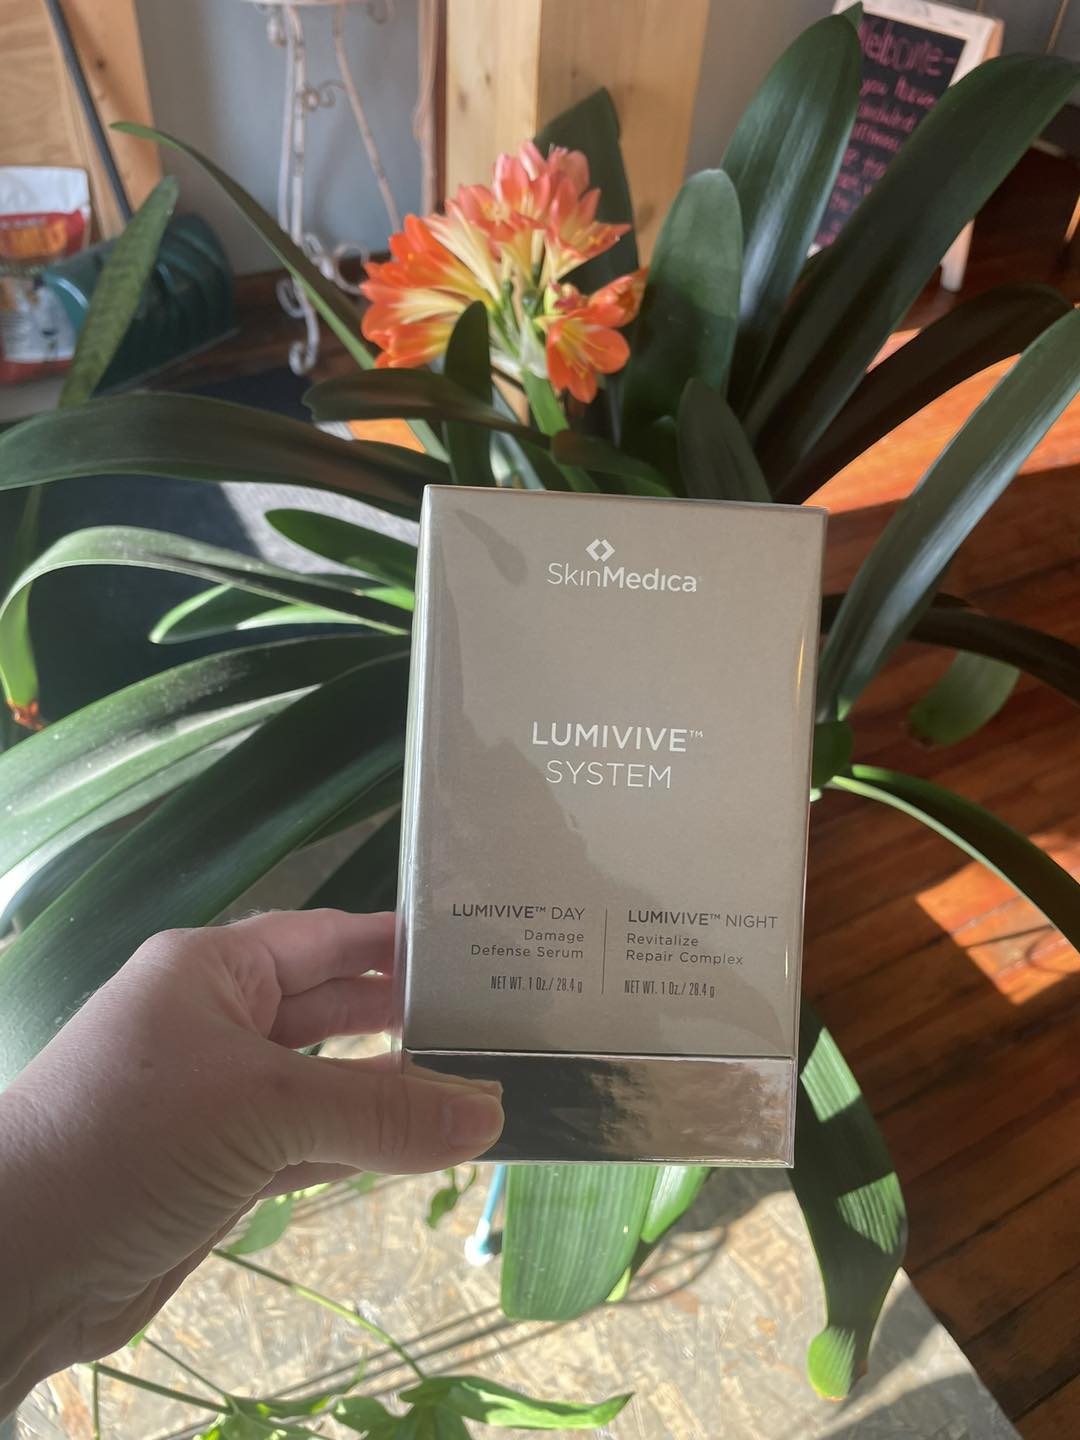 Welcome-
SkinMedica
LUMIVIVE™
SYSTEM
LUMIVIVE™ DAY
Damage
Defense Serum
NET WT. 1 Oz./ 28.4 g
LUMIVIVE™ NIGHT
Revitalize
Repair Complex
NET WT. 1 Oz./ 28.4 g